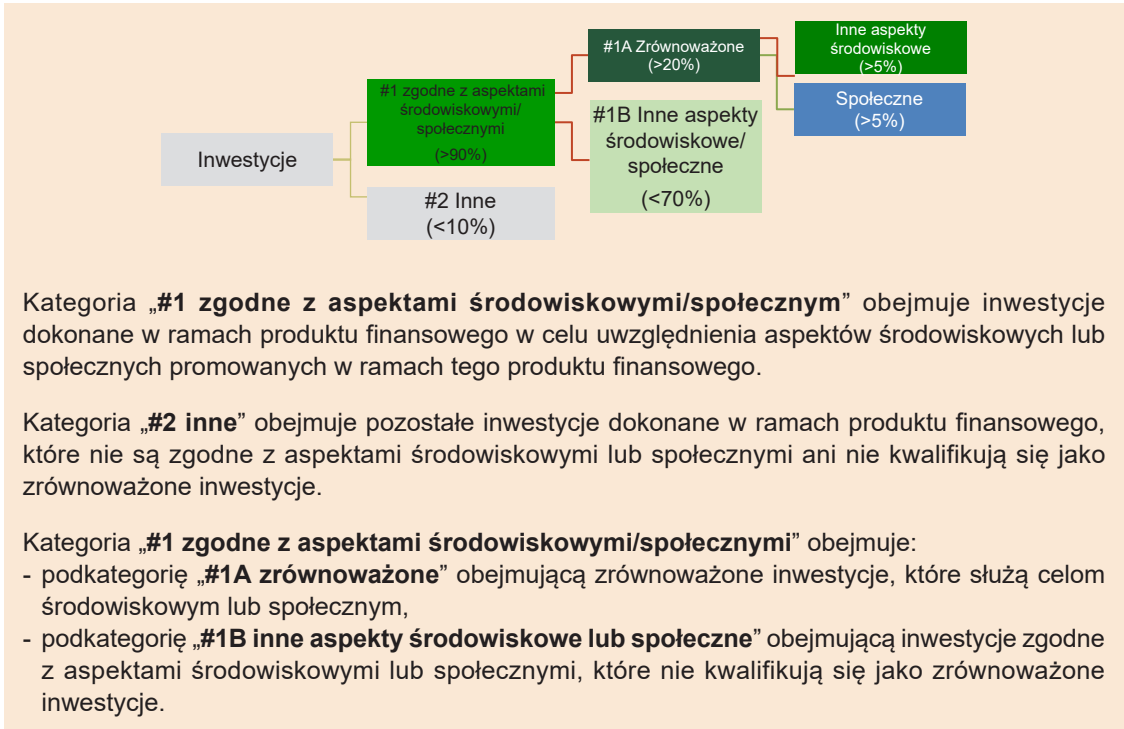 #1A Zrównoważone
(>20%)
Inne aspekty
środowiskowe
(>5%)
Społeczne
(>5%)
#1 zgodne z aspektami
środowiskowymi/
społecznymi
(>90%)
#1B Inne aspekty
środowiskowe/
społeczne
(<70%)
Inwestycje
#2 Inne
(<10%)
Kategoria „#1 zgodne z aspektami środowiskowymi/społecznym” obejmuje inwestycje
dokonane w ramach produktu finansowego w celu uwzględnienia aspektów środowiskowych lub
społecznych promowanych w ramach tego produktu finansowego.
Kategoria „#2 inne” obejmuje pozostałe inwestycje dokonane w ramach produktu finansowego,
które nie są zgodne z aspektami środowiskowymi lub społecznymi ani nie kwalifikują się jako
zrównoważone inwestycje.
Kategoria „#1 zgodne z aspektami środowiskowymi/społecznymi” obejmuje:
- podkategorię „#1A zrównoważone” obejmującą zrównoważone inwestycje, które służą celom
środowiskowym lub społecznym,
- podkategorię „#1B inne aspekty środowiskowe lub społeczne” obejmującą inwestycje zgodne
z aspektami środowiskowymi lub społecznymi, które nie kwalifikują się jako zrównoważone
inwestycje.